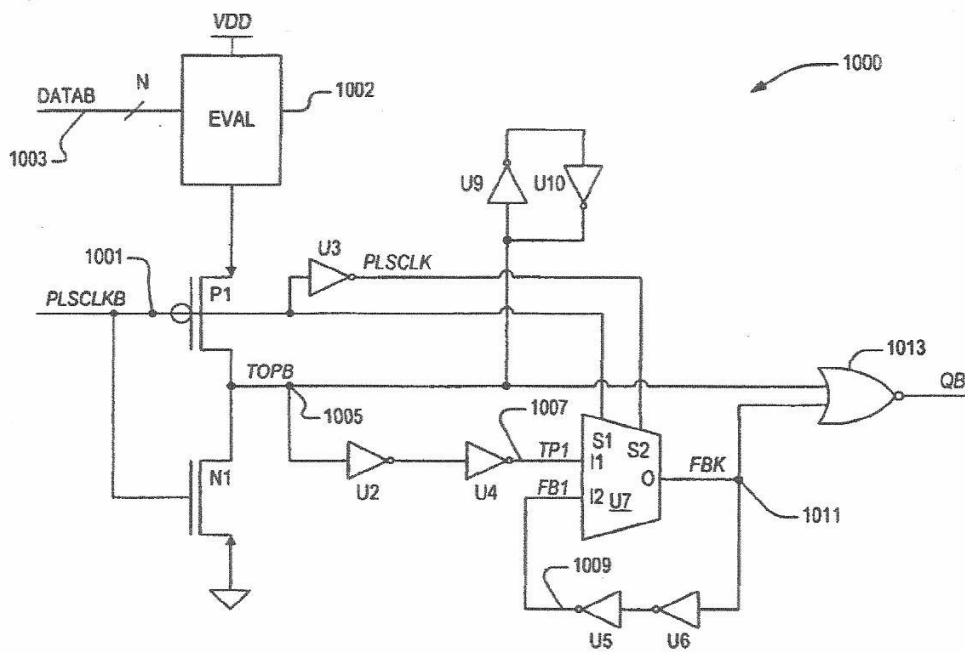 VDD
1000
N
DATAB
EVAL
1002
1003
U9
U10
1001
U3
PLSCLK
P1
PLSCLKB
1013
TOPB
QB
1005
1007
S1
S2
TP1
I1
N1
O
FBK
U2
U4
FB1
I2
U7
1011
1009
U5
U6